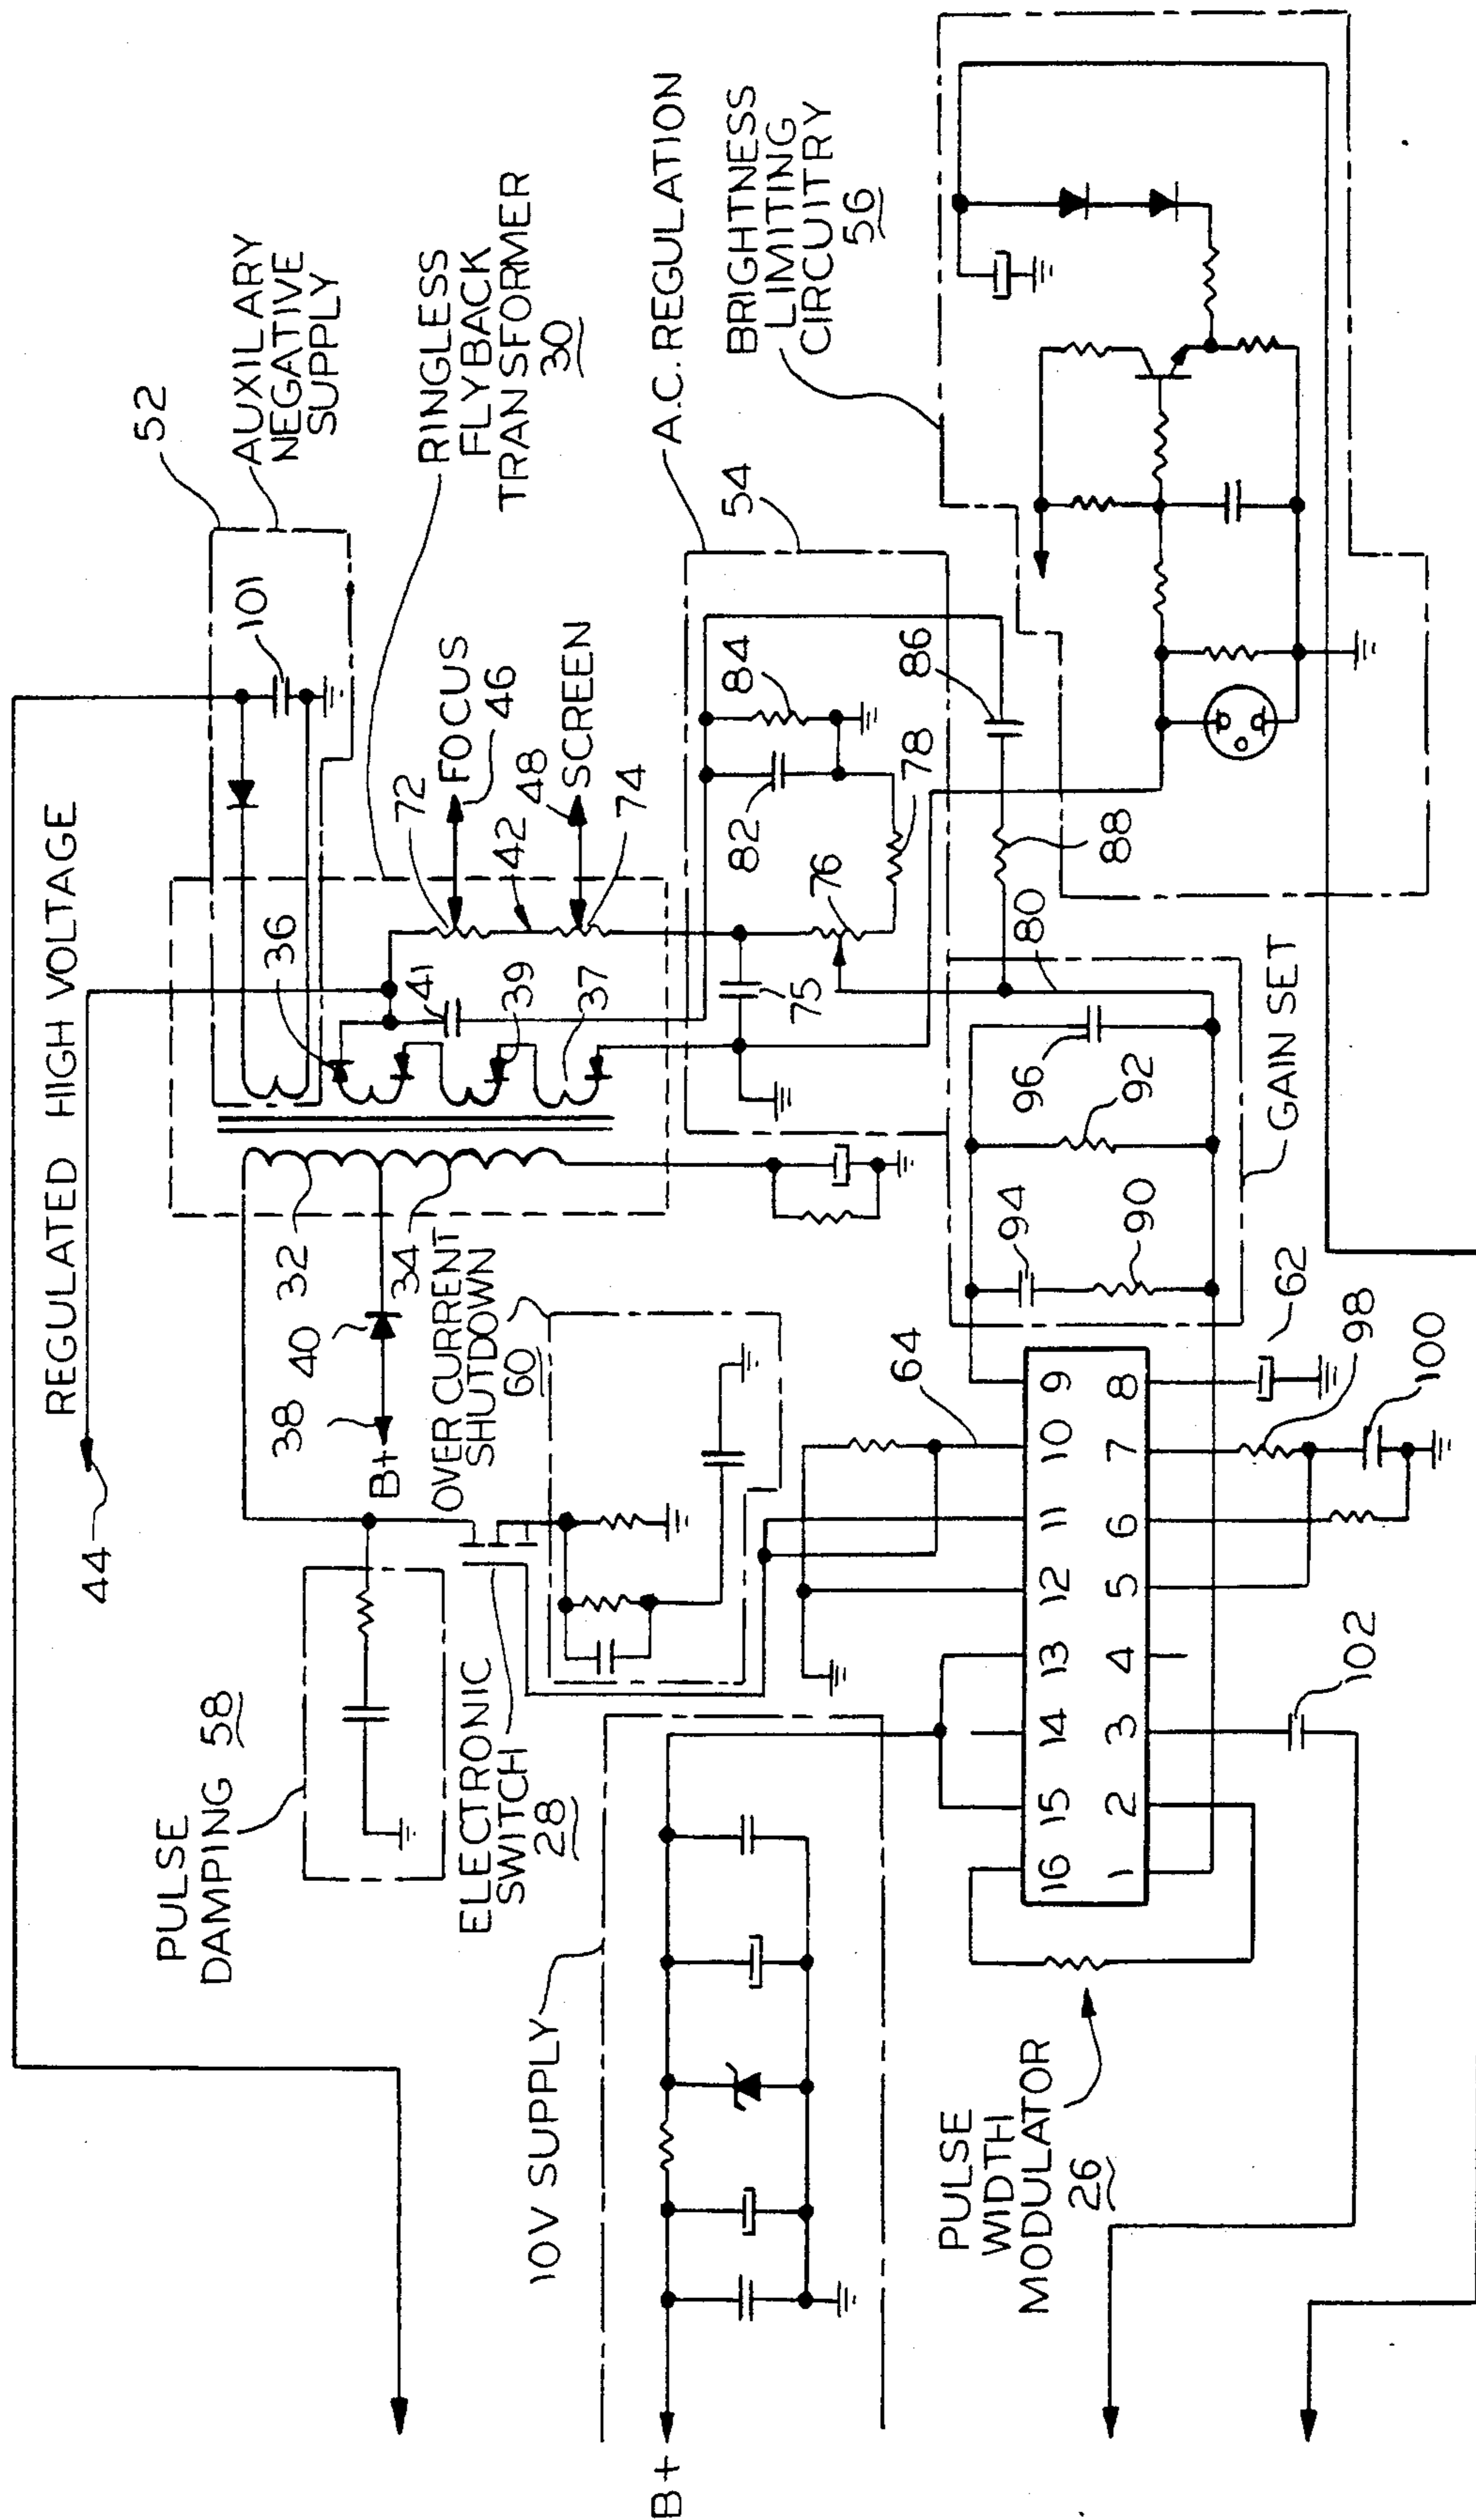 REGULATED HIGH VOLTAGE
44
52
AUXILARY
NEGATIVE
SUPPLY
101
RINGLESS
FLYBACK
TRANSFORMER
30
36
41
39
37
72
FOCUS
46
42
48
SCREEN
74
32
34
38
40
B+
PULSE
DAMPING 58
ELECTRONIC
SWITCH
28
OVER CURRENT
SHUTDOWN
60
A.C. REGULATION
54
75
76
78
80
82
84
86
88
BRIGHTNESS
LIMITING
CIRCUITRY
56
10V SUPPLY
B+
64
GAIN SET
96
92
94
90
16 15 14 13 12 11 10 9
1 2 3 4 5 6 7 8
62
98
100
102
PULSE
WIDTH
MODULATOR
26